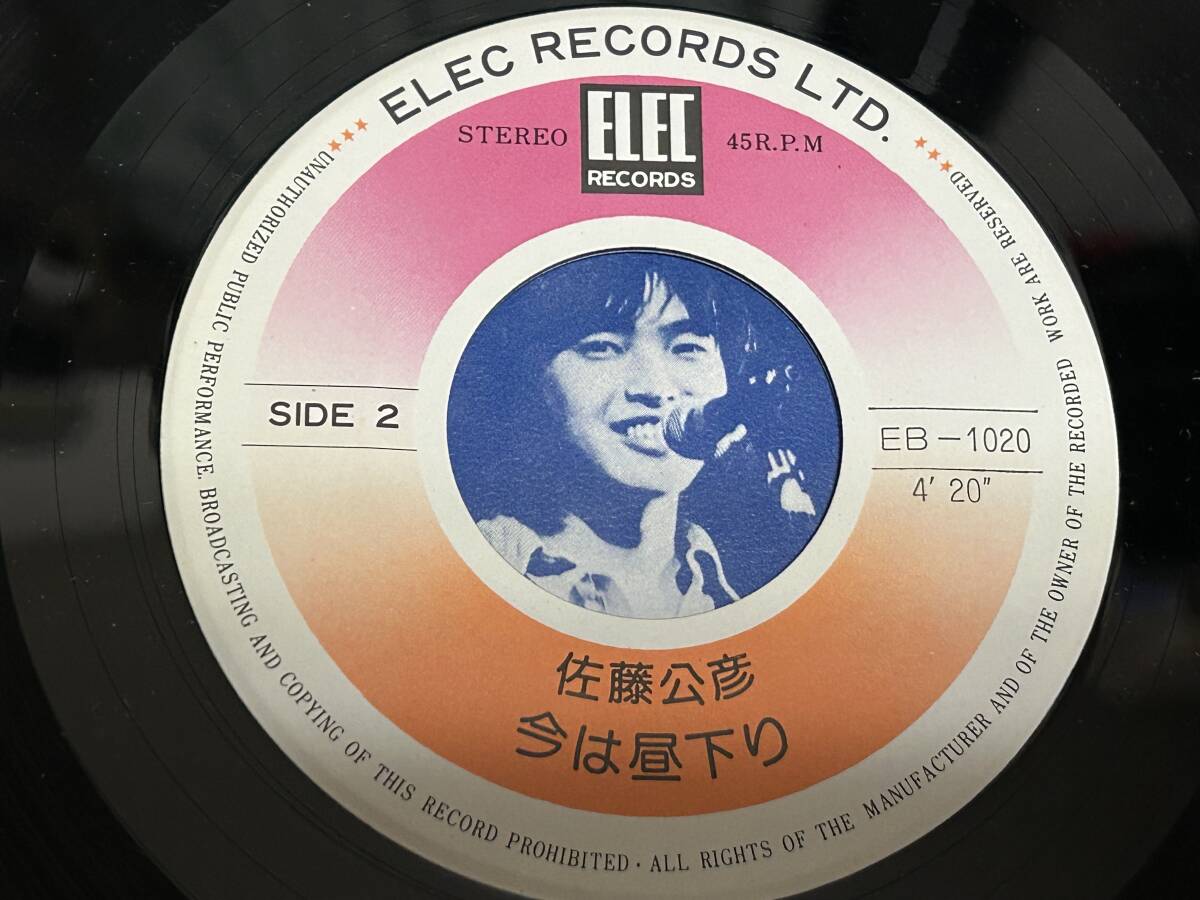 ELEC RECORDS LTD.
STEREO
ELEC
RECORDS
45R.P.M
SIDE 2
EB-1020
4' 20"
佐藤公彦
今は昼下り
UNAUTHORIZED PUBLIC PERFORMANCE, BROADCASTING AND COPYING OF THIS RECORD PROHIBITED · ALL RIGHTS OF THE MANUFACTURER AND OF THE OWNER OF THE RECORDED WORK ARE RESERVED